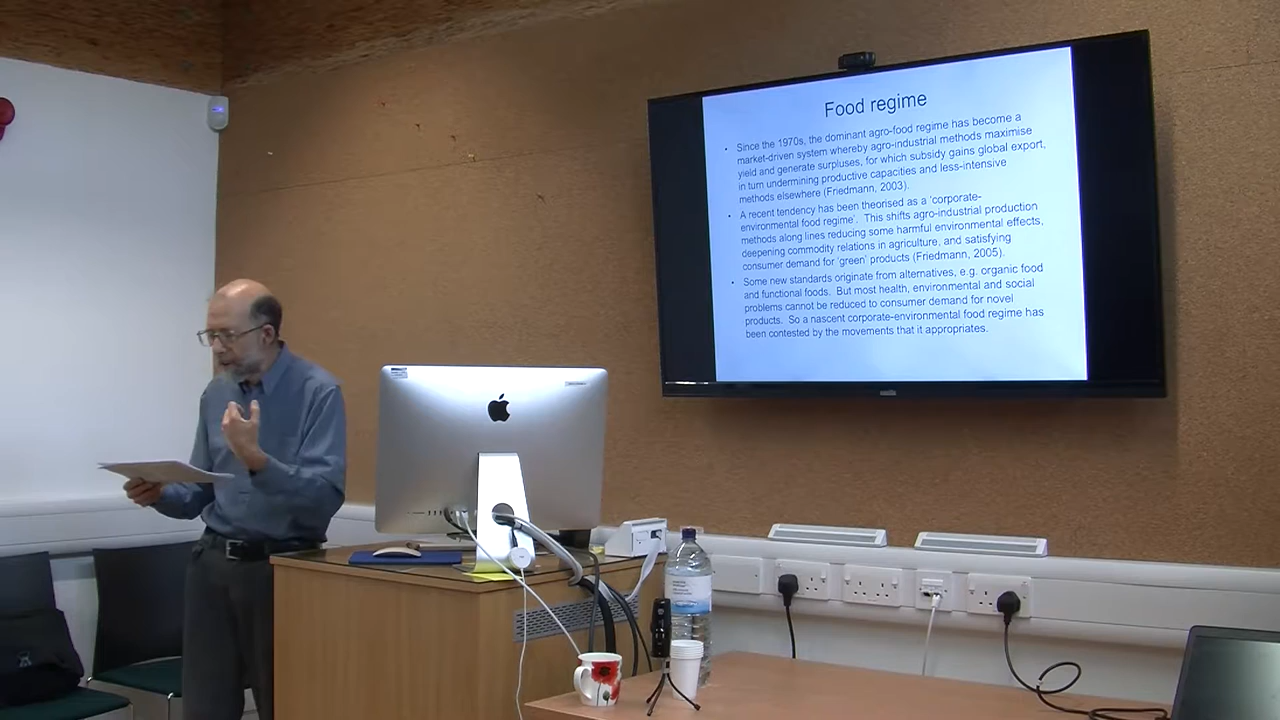 Food regime
• Since the 1970s, the dominant agro-food regime has become a
market-driven system whereby agro-industrial methods maximise
yield and generate surpluses, for which subsidy gains global export,
in turn undermining productive capacities and less-intensive
methods elsewhere (Friedmann, 2003).
• A recent tendency has been theorised as a 'corporate-
environmental food regime'. This shifts agro-industrial production
methods along lines reducing some harmful environmental effects,
deepening commodity relations in agriculture, and satisfying
consumer demand for 'green' products (Friedmann, 2005).
• Some new standards originate from alternatives, e.g. organic food
and functional foods. But most health, environmental and social
problems cannot be reduced to consumer demand for novel
products. So a nascent corporate-environmental food regime has
been contested by the movements that it appropriates.